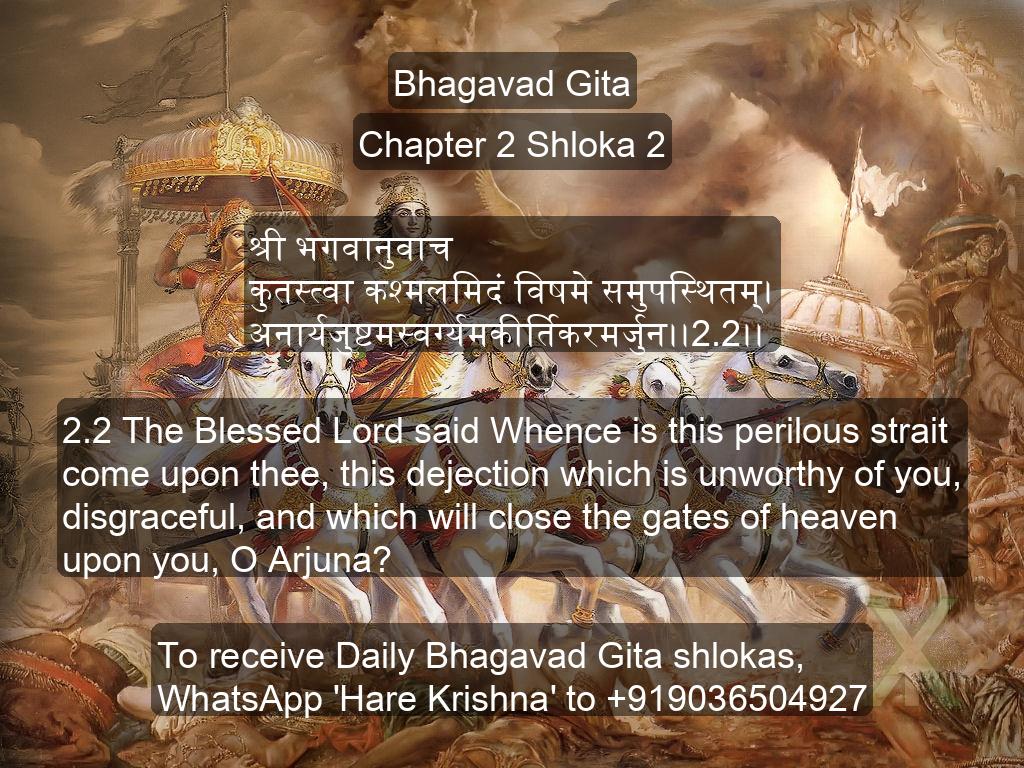 Bhagavad Gita
Chapter 2 Shloka 2
श्री भगवानुवाच
कुतस्त्वा कश्मलमिदं विषमे समुपस्थितम्।
अनार्यजुष्टमस्वर्ग्यमकीर्तिकरमर्जुन।।2.2।।
2.2 The Blessed Lord said Whence is this perilous strait
come upon thee, this dejection which is unworthy of you,
disgraceful, and which will close the gates of heaven
upon you, O Arjuna?
To receive Daily Bhagavad Gita shlokas,
WhatsApp 'Hare Krishna' to +919036504927